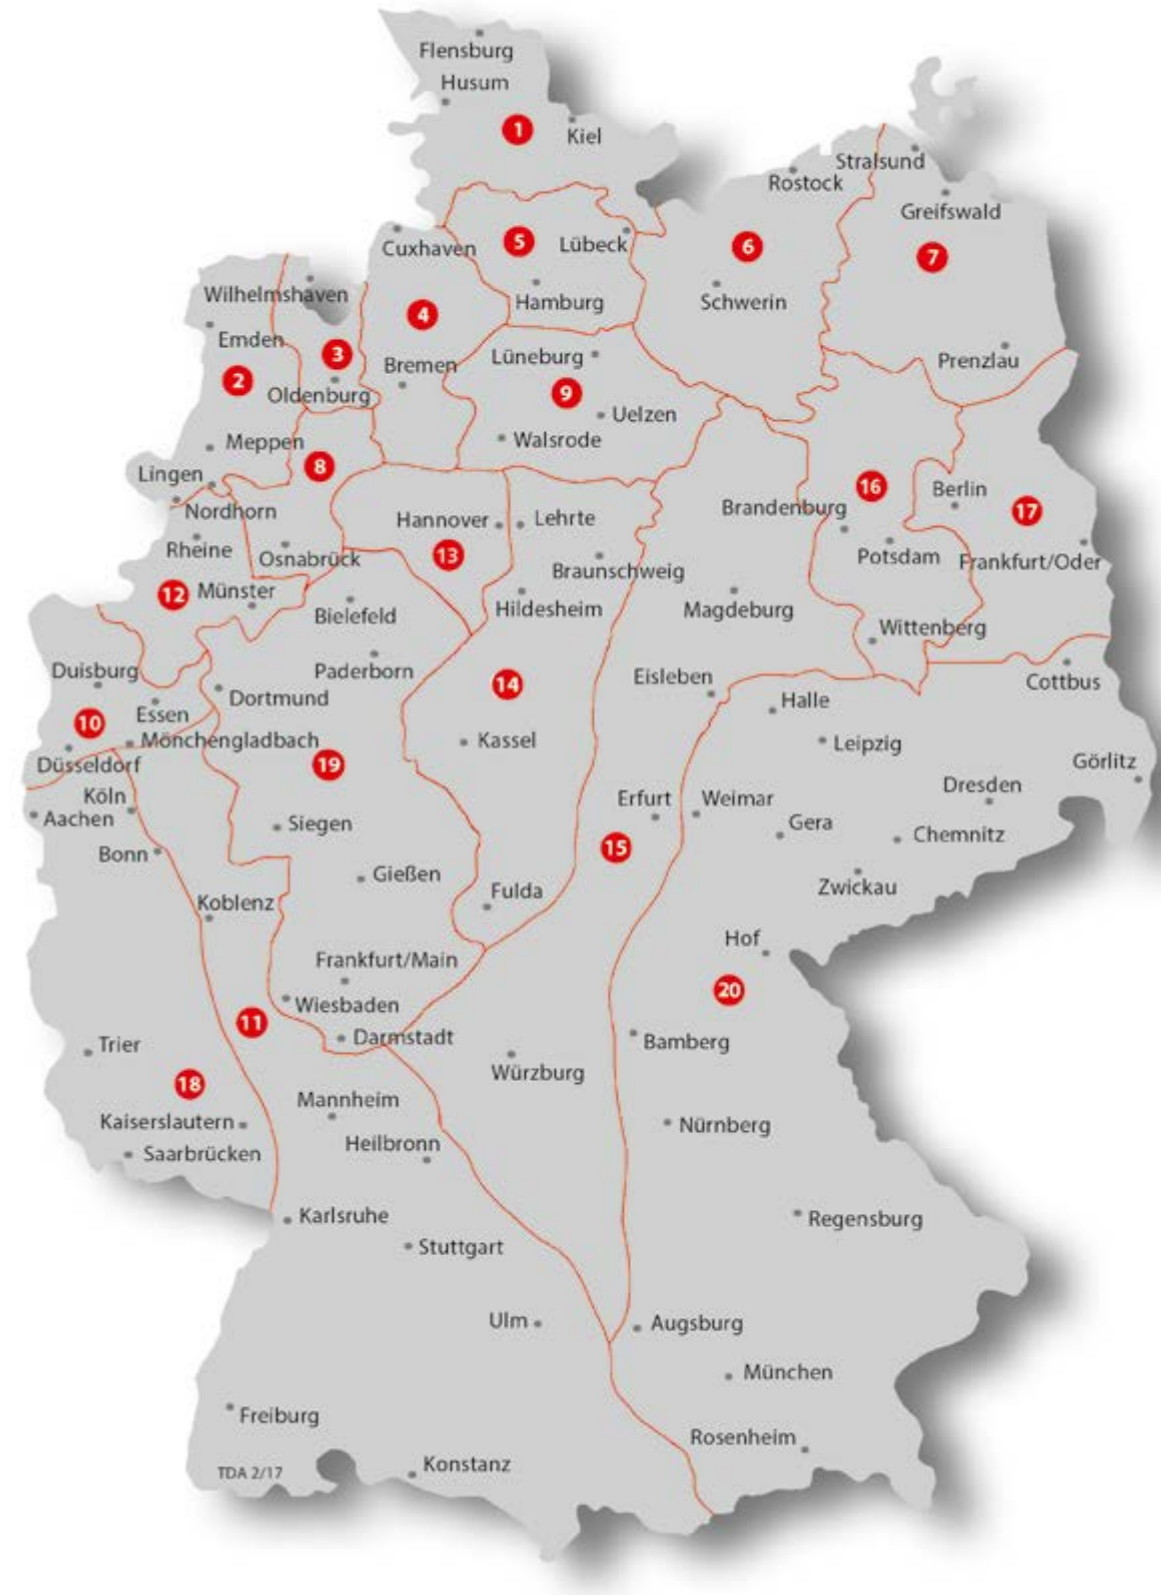 Flensburg
Husum
1
Kiel
Stralsund
Rostock
Greifswald
Cuxhaven
5
Lübeck
6
7
Wilhelmshaven
Hamburg
Schwerin
4
Emden
3
Bremen
Lüneburg
Prenzlau
2
Oldenburg
9
Uelzen
Meppen
Walsrode
8
Lingen
16
Berlin
Nordhorn
Hannover
Lehrte
Brandenburg
17
Rheine
Osnabrück
13
Potsdam
Frankfurt/Oder
Braunschweig
12
Münster
Bielefeld
Hildesheim
Magdeburg
Wittenberg
Duisburg
Paderborn
14
Eisleben
Cottbus
Dortmund
Halle
10
Essen
Mönchengladbach
Kassel
Leipzig
Düsseldorf
19
Görlitz
Köln
Erfurt
Weimar
Dresden
Aachen
Siegen
Gera
Chemnitz
Bonn
15
Gießen
Zwickau
Koblenz
Fulda
Hof
Frankfurt/Main
20
Wiesbaden
11
Darmstadt
Bamberg
Trier
Würzburg
18
Mannheim
Kaiserslautern
Nürnberg
Heilbronn
Saarbrücken
Karlsruhe
Regensburg
Stuttgart
Ulm
Augsburg
München
Freiburg
Rosenheim
Konstanz
TDA 2/17